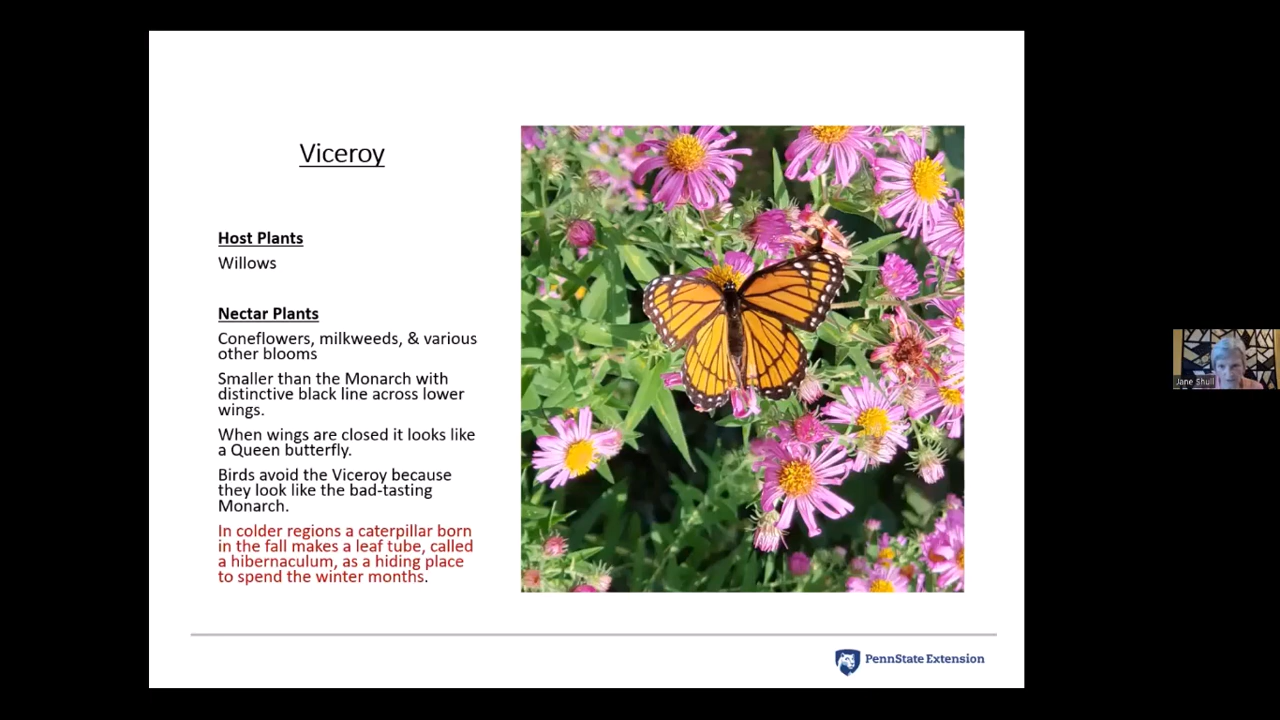 Viceroy
Host Plants
Willows
Nectar Plants
Coneflowers, milkweeds, & various
other blooms
Smaller than the Monarch with
distinctive black line across lower
wings.
When wings are closed it looks like
a Queen butterfly.
Birds avoid the Viceroy because
they look like the bad-tasting
Monarch.
In colder regions a caterpillar born
in the fall makes a leaf tube, called
a hibernaculum, as a hiding place
to spend the winter months.
PennState Extension
Jane Shull